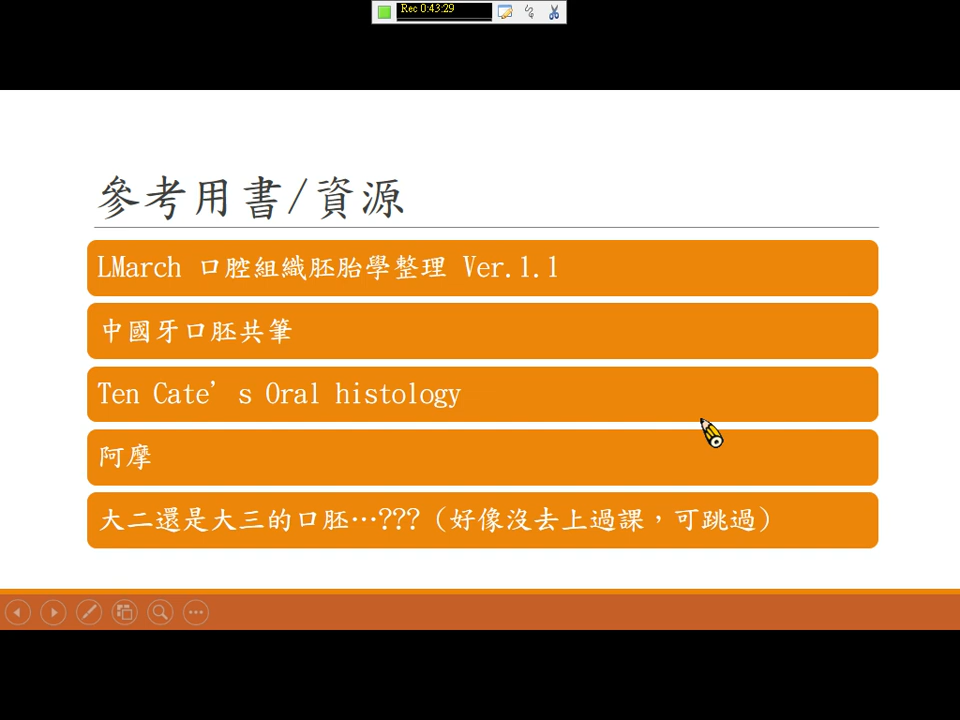 Rec 0:43:29
參考用書/資源
LMarch 口腔組織胚胎學整理 Ver.1.1
中國牙口胚共筆
Ten Cate’s Oral histology
阿摩
大二還是大三的口胚…???（好像沒去上過課，可跳過）